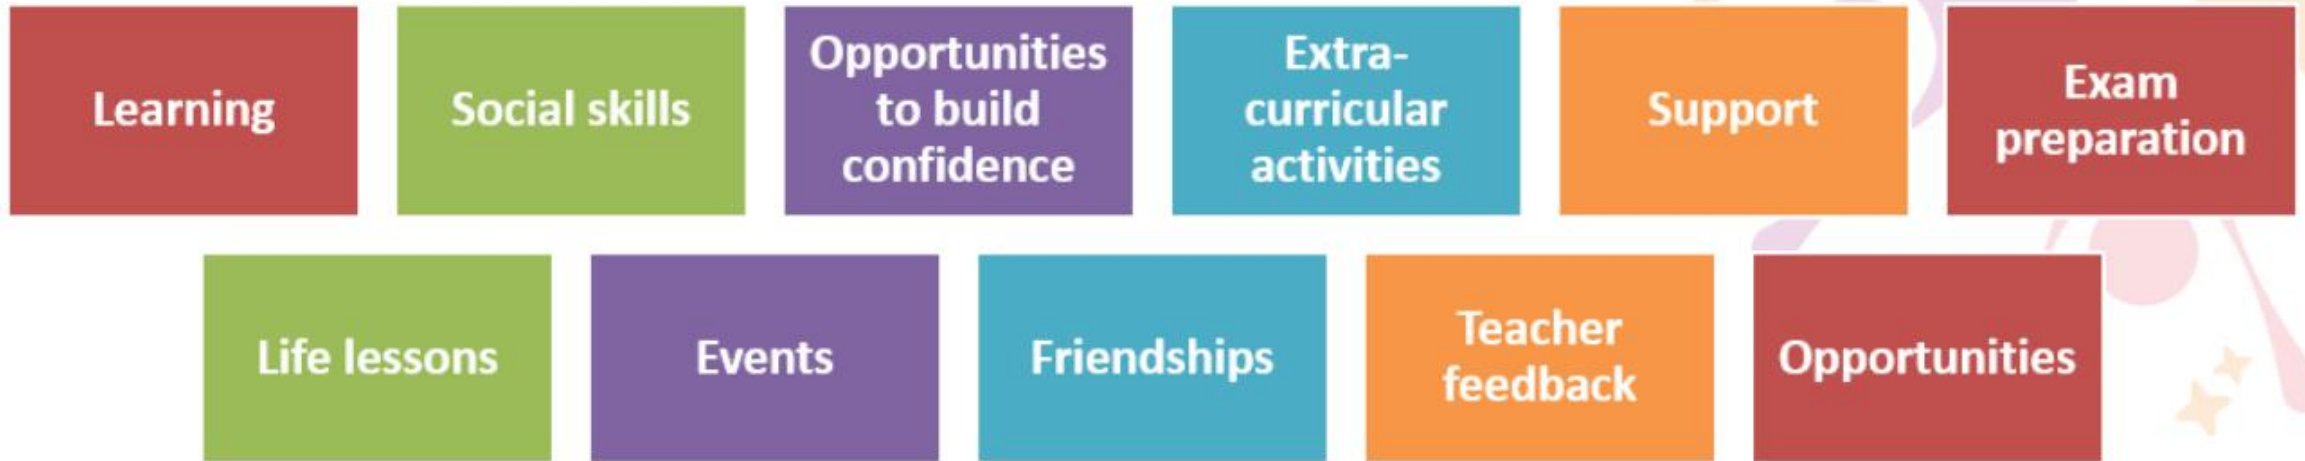 Learning
Social skills
Opportunities
to build
confidence
Extra-
curricular
activities
Support
Exam
preparation
Life lessons
Events
Friendships
Teacher
feedback
Opportunities